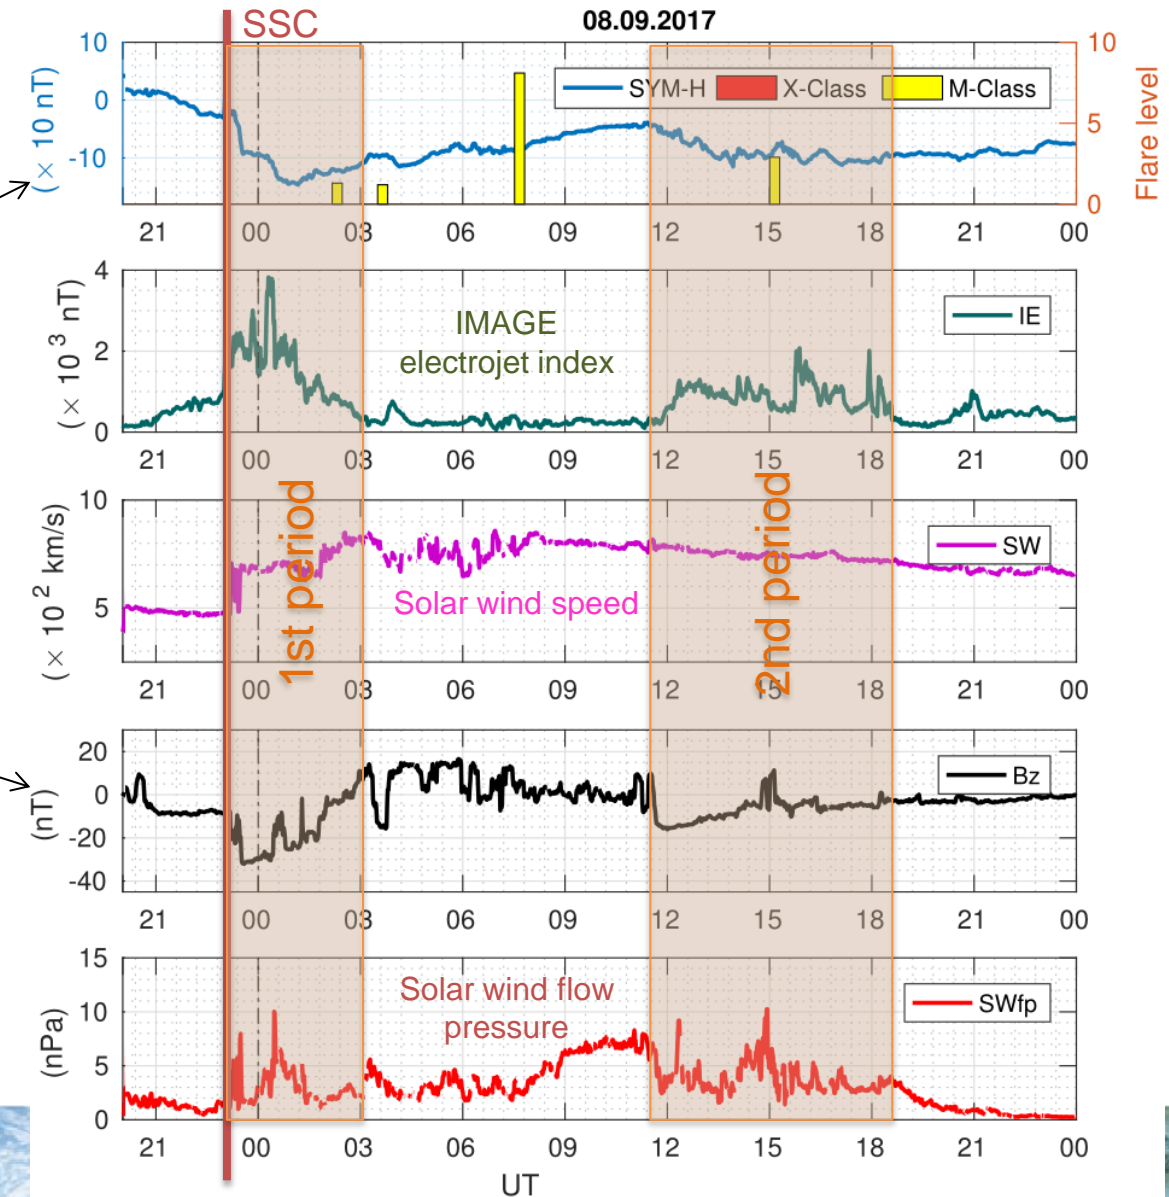 SSC
08.09.2017
10
0
-10
(× 10 nT)
SYM-H
X-Class
M-Class
10
5
0
Flare level
21 00 03 06 09 12 15 18 21 00
4
2
0
(× 10 3 nT)
IMAGE
electrojet index
IE
21 00 03 06 09 12 15 18 21 00
10
5
(× 10 2 km/s)
1st period
Solar wind speed
2nd period
SW
21 00 03 06 09 12 15 18 21 00
20
0
-20
-40
(nT)
Bz
21 00 03 06 09 12 15 18 21 00
15
10
5
0
(nPa)
Solar wind flow
pressure
SWfp
21 00 03 06 09 12 15 18 21 00
UT